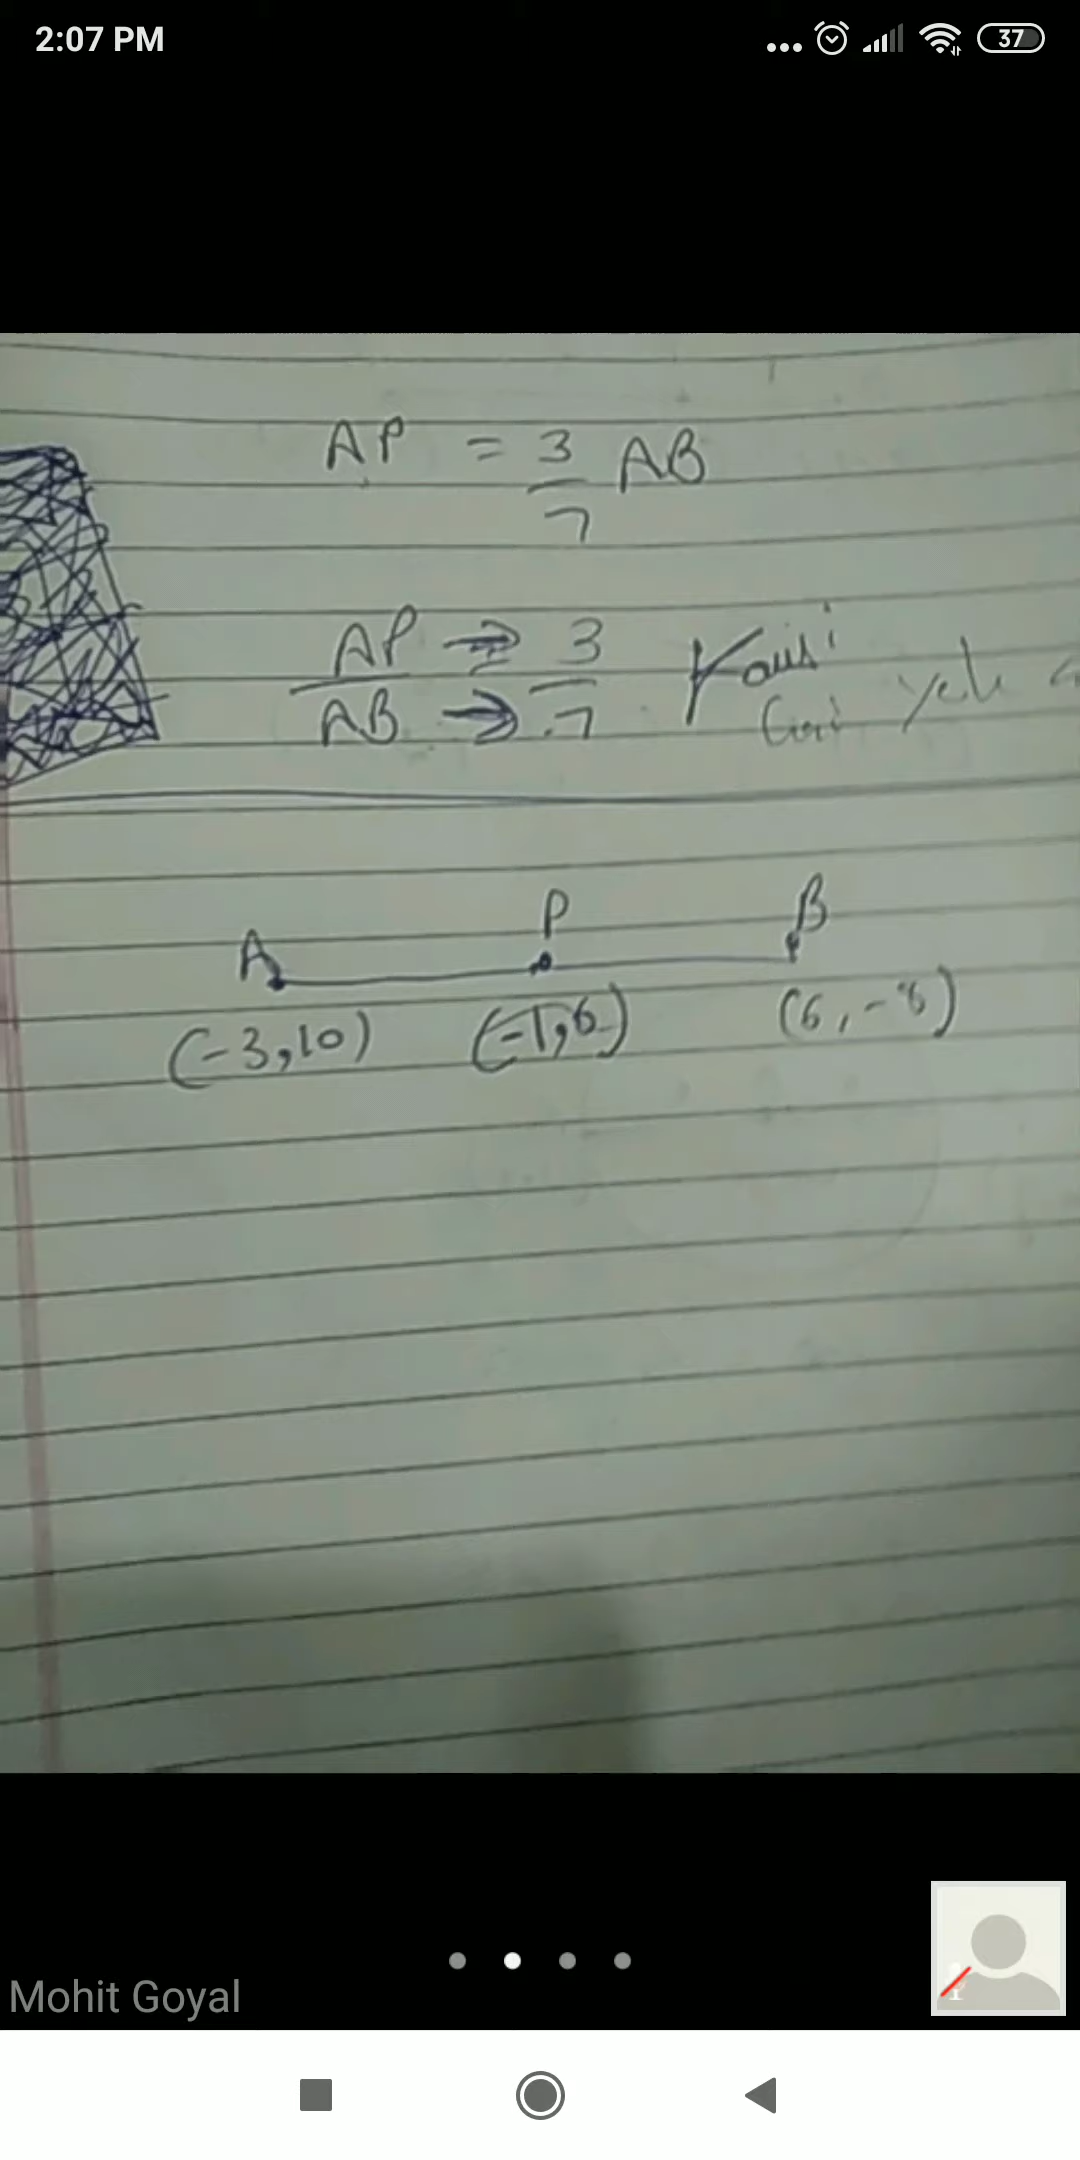 2:07 PM
37
AP = 3/7 AB
AP → 3
AB → 7
A P B
(-3,10) (-1,6) (6,-8)
Mohit Goyal